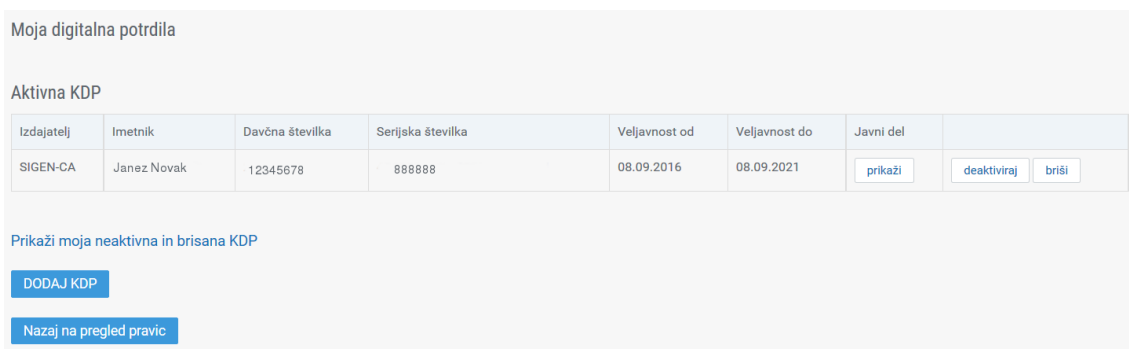 Moja digitalna potrdila
Aktivna KDP
Izdajatelj Imetnik Davčna številka Serijska številka Veljavnost od Veljavnost do Javni del
SIGEN-CA Janez Novak 12345678 888888 08.09.2016 08.09.2021 prikaži deaktiviraj briši
Prikaži moja neaktivna in brisana KDP
DODAJ KDP
Nazaj na pregled pravic